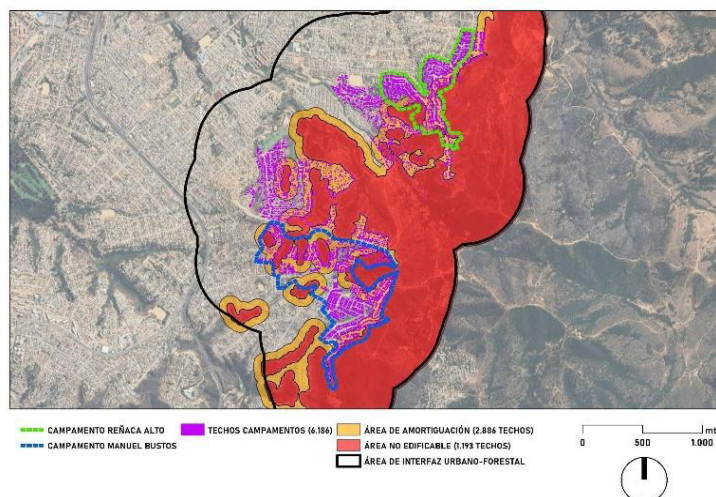 CAMPAMENTO REÑACA ALTO
TECHOS CAMPAMENTOS (6.186)
ÁREA DE AMORTIGUACIÓN (2.886 TECHOS)
CAMPAMENTO MANUEL BUSTOS
ÁREA NO EDIFICABLE (1.193 TECHOS)
ÁREA DE INTERFAZ URBANO-FORESTAL
mt
0 500 1.000